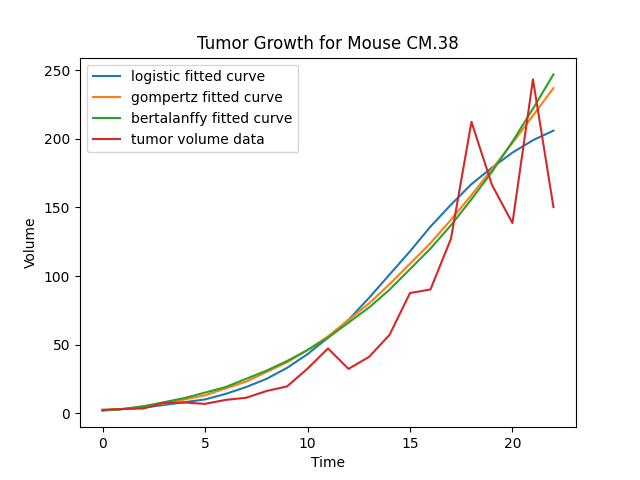 Tumor Growth for Mouse CM.38
logistic fitted curve
gompertz fitted curve
bertalanffy fitted curve
tumor volume data
250
200
150
100
50
0
Volume
0 5 10 15 20
Time